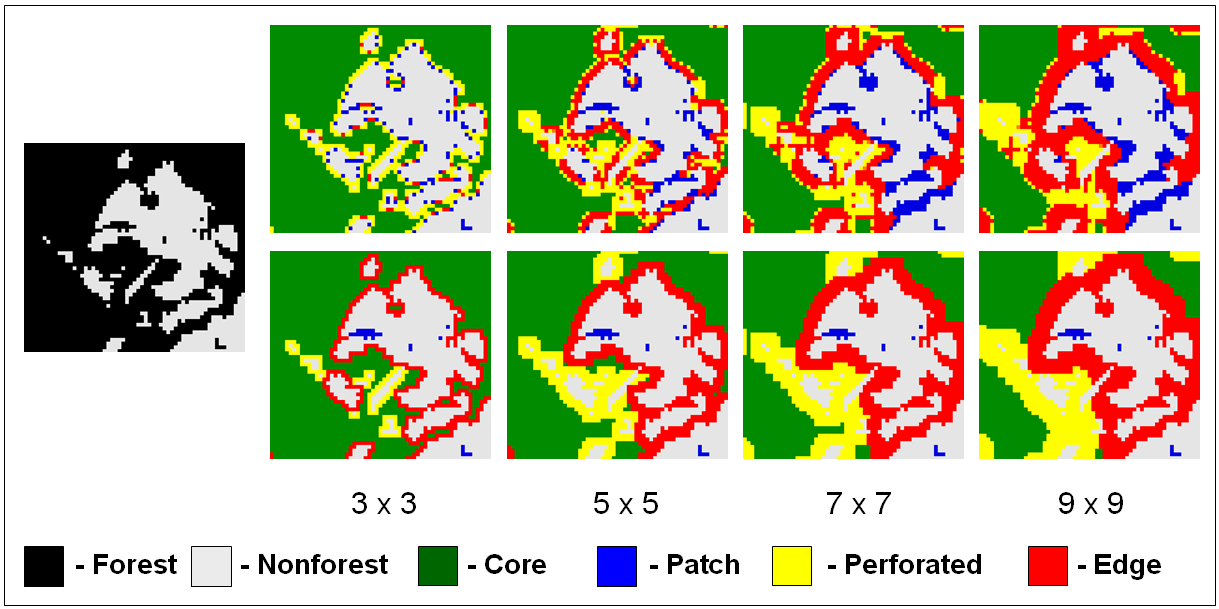 3 x 3 5 x 5 7 x 7 9 x 9
- Forest - Nonforest - Core - Patch - Perforated - Edge